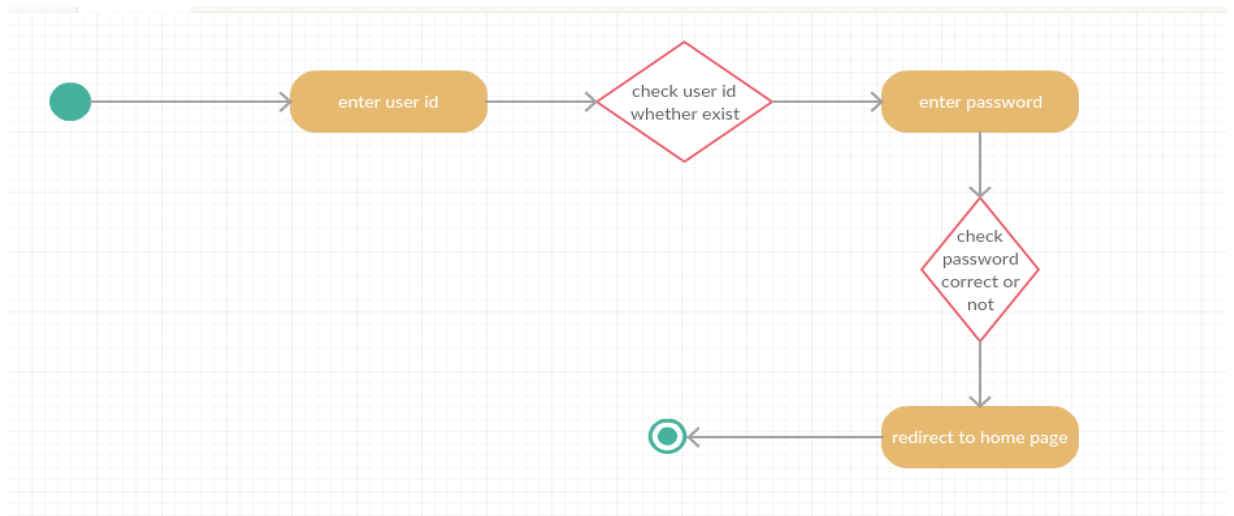 enter user id
check user id
whether exist
enter password
check
password
correct or
not
redirect to home page